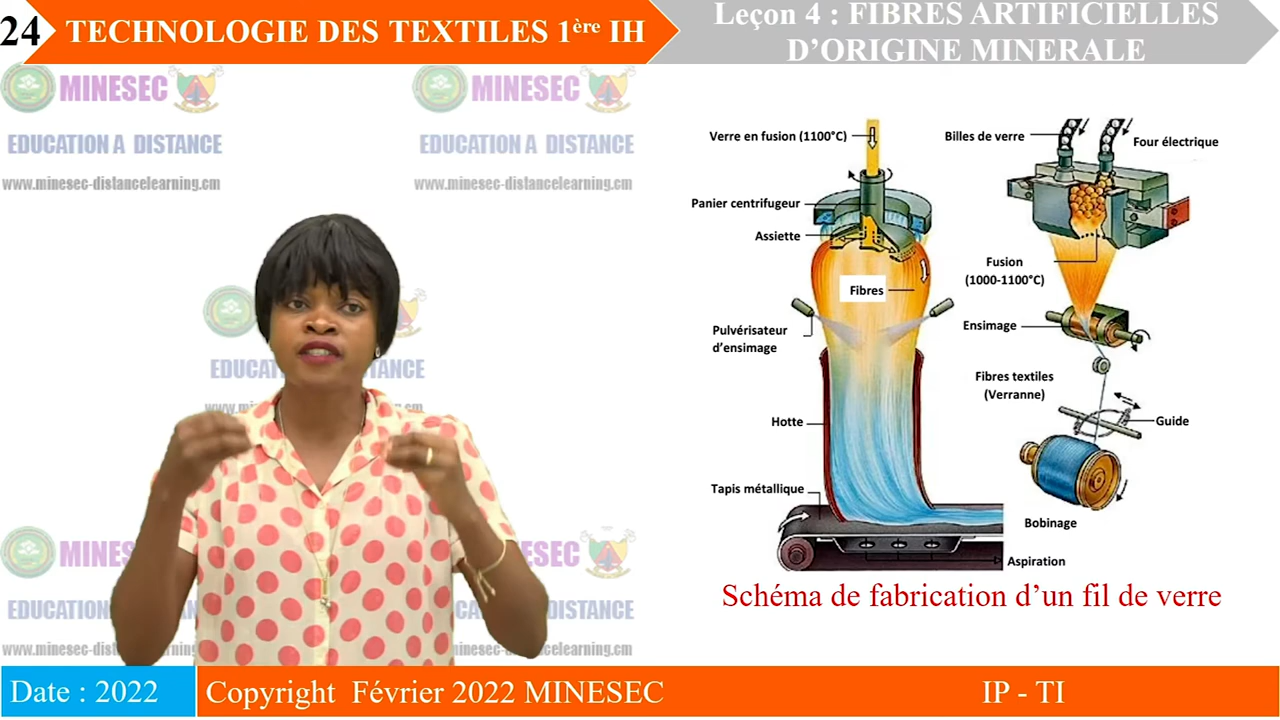 24
TECHNOLOGIE DES TEXTILES 1ère IH
Leçon 4 : FIBRES ARTIFICIELLES
D'ORIGINE MINERALE
MINESEC
MINESEC
EDUCATION A DISTANCE
EDUCATION A DISTANCE
www.minesec-distancelearning.cm
www.minesec-distancelearning.cm
Verre en fusion (1100°C)
Billes de verre
Four électrique
Panier centrifugeur
Assiette
Fusion
(1000-1100°C)
Fibres
Pulvérisateur
d'ensimage
Ensimage
Fibres textiles
(Verranne)
Hotte
Guide
Tapis métallique
Bobinage
Aspiration
Schéma de fabrication d'un fil de verre
Date : 2022
Copyright Février 2022 MINESEC
IP - TI